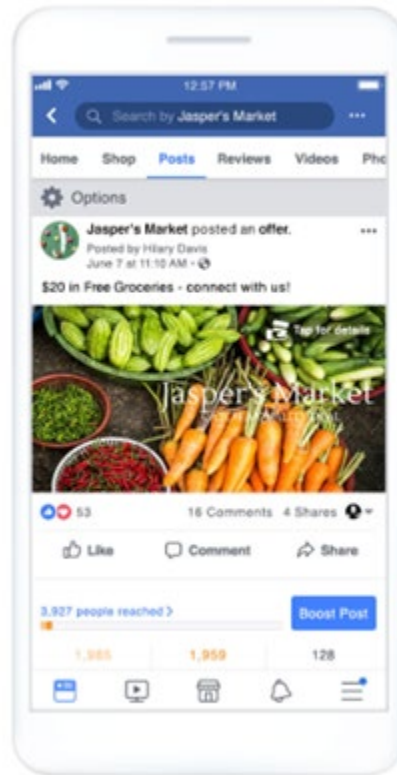 12:57 PM
Search by Jasper's Market
Home Shop Posts Reviews Videos Pho
Options
Jasper's Market posted an offer.
Posted by Hilary Davis
June 7 at 11:10 AM
$20 in Free Groceries - connect with us!
Tap for details
Jasper's Market
53 16 Comments 4 Shares
Like Comment Share
3,927 people reached >
Boost Post
1,985 1,959 128